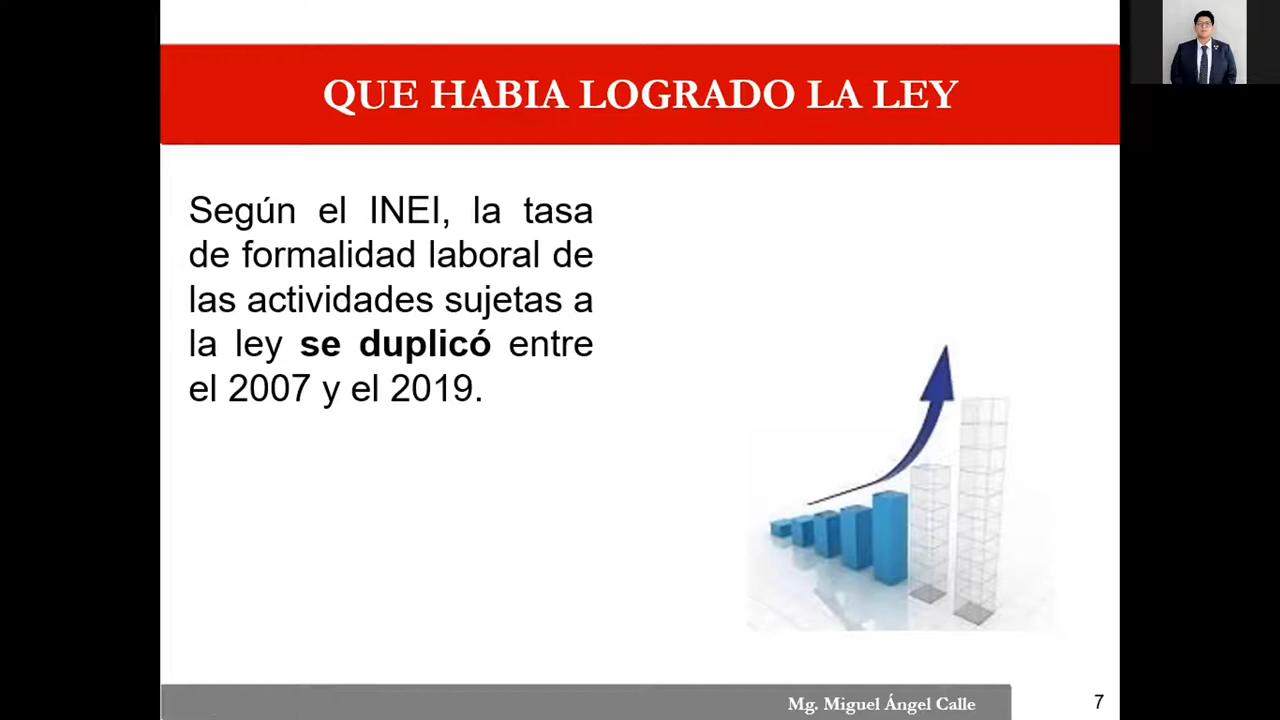 QUE HABIA LOGRADO LA LEY
Según el INEI, la tasa
de formalidad laboral de
las actividades sujetas a
la ley se duplicó entre
el 2007 y el 2019.
Mg. Miguel Ángel Calle
7